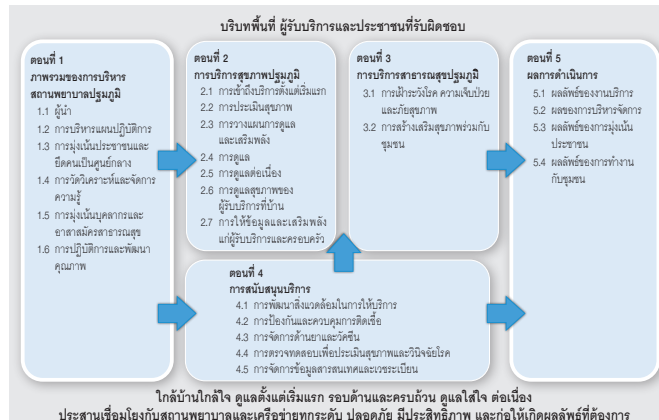 บริบทพื้นที่ ผู้รับบริการและประชาชนที่รับผิดชอบ
ตอนที่ 1
ภาพรวมของการบริหาร
สถานพยาบาลปฐมภูมิ
1.1 ผู้นำ
1.2 การบริหารแผนปฏิบัติการ
1.3 การมุ่งเน้นประชาชนและ
ยึดคนเป็นศูนย์กลาง
1.4 การวัดวิเคราะห์และจัดการ
ความรู้
1.5 การมุ่งเน้นบุคลากรและ
อาสาสมัครสาธารณสุข
1.6 การปฏิบัติการและพัฒนา
คุณภาพ
ตอนที่ 2
การบริการสุขภาพปฐมภูมิ
2.1 การเข้าถึงบริการตั้งแต่เริ่มแรก
2.2 การประเมินสุขภาพ
2.3 การวางแผนการดูแล
และเสริมพลัง
2.4 การดูแล
2.5 การดูแลต่อเนื่อง
2.6 การดูแลสุขภาพของ
ผู้รับบริการที่บ้าน
2.7 การให้ข้อมูลและเสริมพลัง
แก่ผู้รับบริการและครอบครัว
ตอนที่ 3
การบริการสาธารณสุขปฐมภูมิ
3.1 การเฝ้าระวังโรค ความเจ็บป่วย
และภัยสุขภาพ
3.2 การสร้างเสริมสุขภาพร่วมกับ
ชุมชน
ตอนที่ 4
การสนับสนุนบริการ
4.1 การพัฒนาสิ่งแวดล้อมในการให้บริการ
4.2 การป้องกันและควบคุมการติดเชื้อ
4.3 การจัดการด้านยาและวัคซีน
4.4 การตรวจทดสอบเพื่อประเมินสุขภาพและวินิจฉัยโรค
4.5 การจัดการข้อมูลสารสนเทศและเวชระเบียน
ตอนที่ 5
ผลการดำเนินการ
5.1 ผลลัพธ์ของงานบริการ
5.2 ผลของการบริหารจัดการ
5.3 ผลลัพธ์ของการมุ่งเน้น
ประชาชน
5.4 ผลลัพธ์ของการทำงาน
กับชุมชน
ใกล้บ้านใกล้ใจ ดูแลตั้งแต่เริ่มแรก รอบด้านและครบถ้วน ดูแลใส่ใจ ต่อเนื่อง
ประสานเชื่อมโยงกับสถานพยาบาลและเครือข่ายทุกระดับ ปลอดภัย มีประสิทธิภาพ และก่อให้เกิดผลลัพธ์ที่ต้องการ